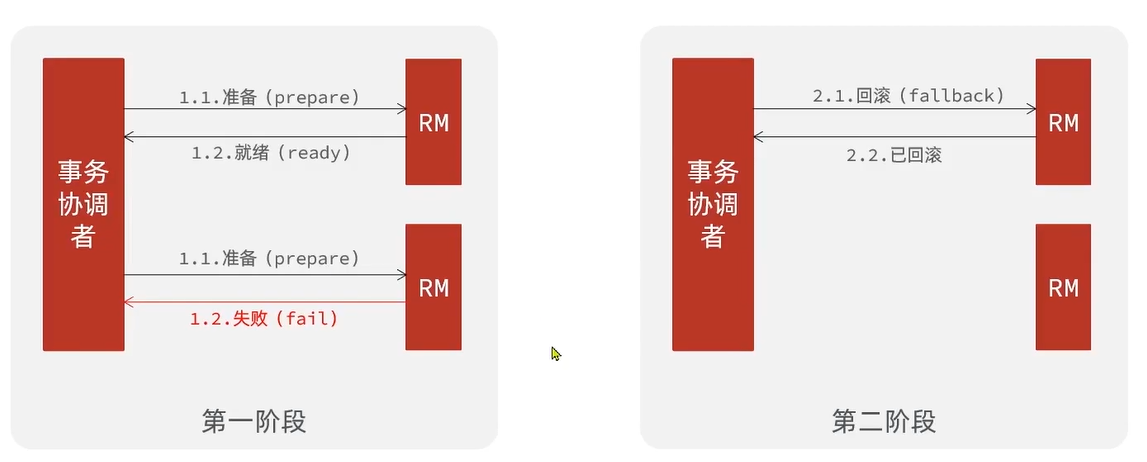 1.1.准备（prepare)
RM
1.2.就绪（ready)
事务
协调
者
1.1.准备（prepare)
RM
1.2.失败（fail)
第一阶段
2.1.回滚（fallback)
RM
2.2.已回滚
事务
协调
者
RM
第二阶段